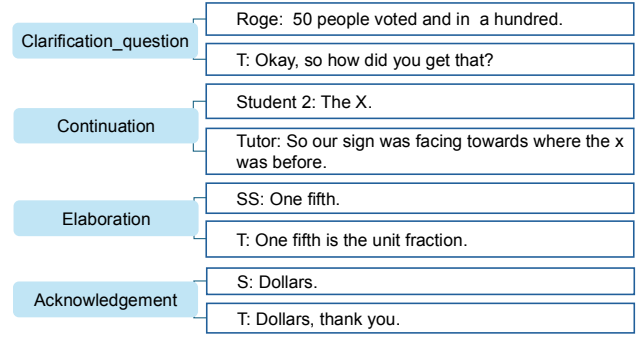 Clarification_question
Roge:  50 people voted and in  a hundred.
T: Okay, so how did you get that?
Continuation
Student 2: The X.
Tutor: So our sign was facing towards where the x
was before.
Elaboration
SS: One fifth.
T: One fifth is the unit fraction.
Acknowledgement
S: Dollars.
T: Dollars, thank you.